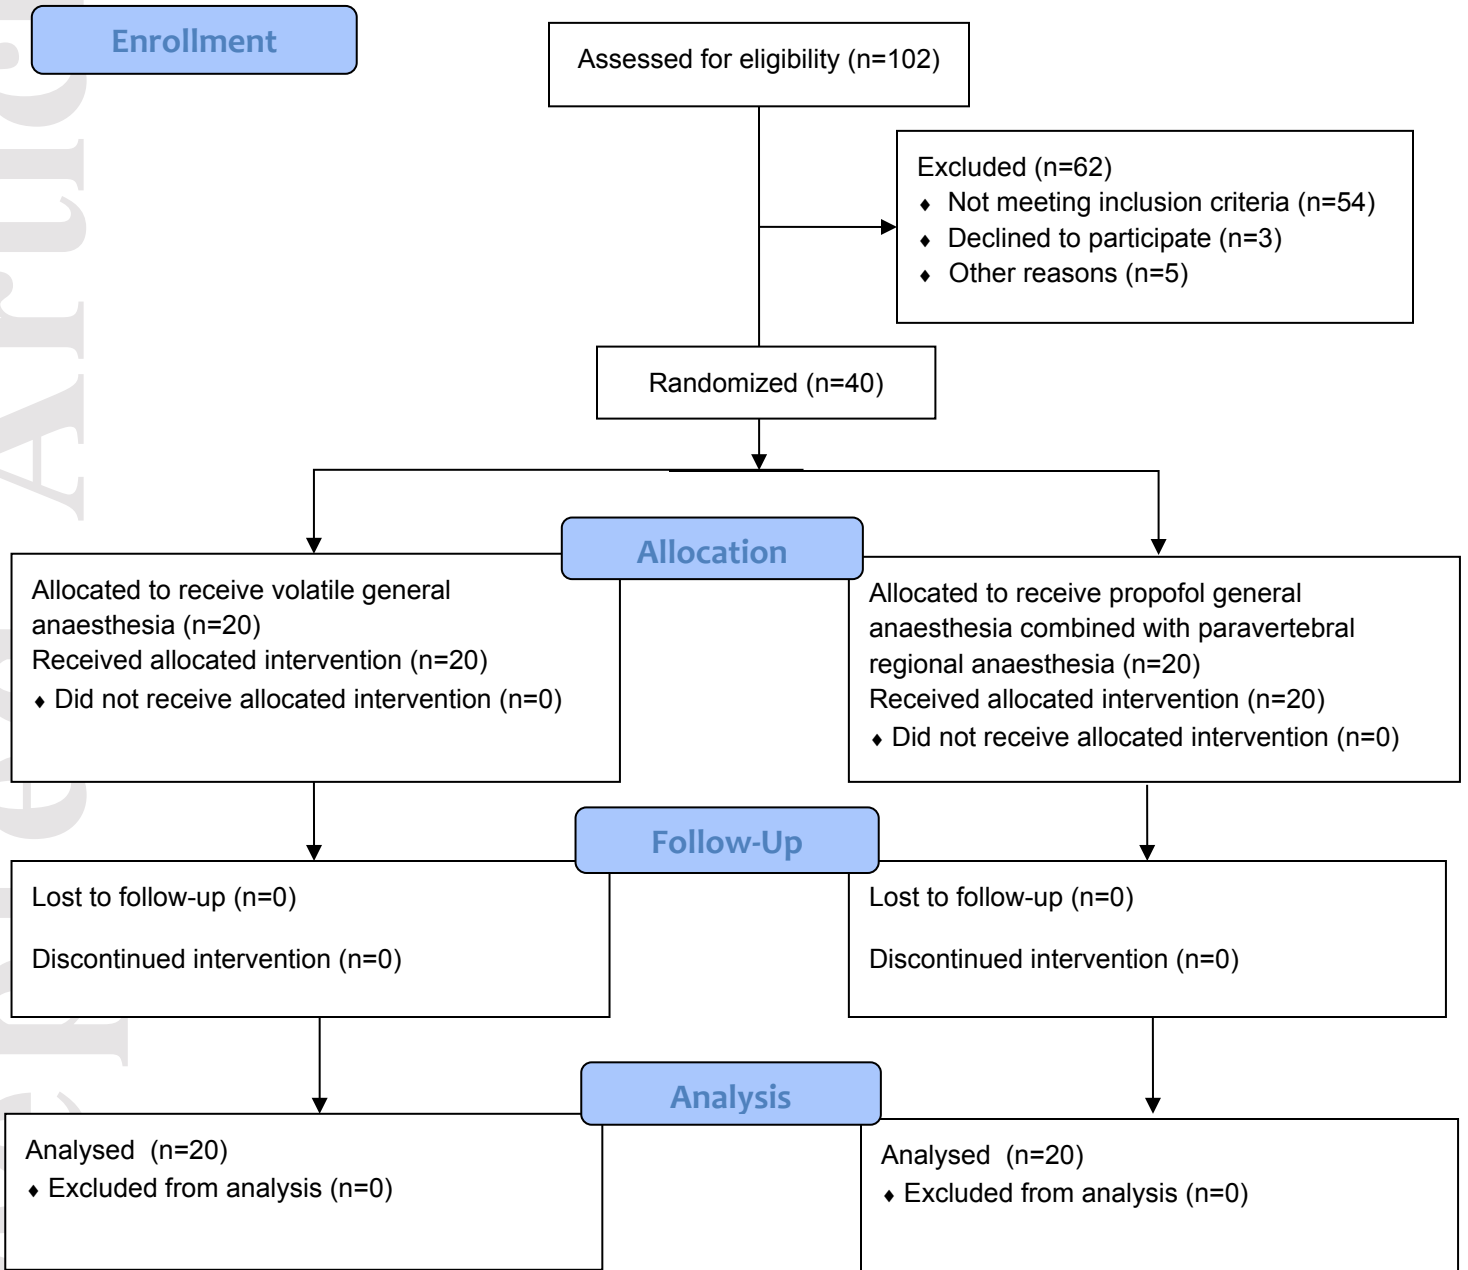 Enrollment
Assessed for eligibility (n=102)
Excluded (n=62)
♦ Not meeting inclusion criteria (n=54)
♦ Declined to participate (n=3)
♦ Other reasons (n=5)
Randomized (n=40)
Allocation
Allocated to receive volatile general
anaesthesia (n=20)
Received allocated intervention (n=20)
♦ Did not receive allocated intervention (n=0)
Allocated to receive propofol general
anaesthesia combined with paravertebral
regional anaesthesia (n=20)
Received allocated intervention (n=20)
♦ Did not receive allocated intervention (n=0)
Follow-Up
Lost to follow-up (n=0)
Discontinued intervention (n=0)
Lost to follow-up (n=0)
Discontinued intervention (n=0)
Analysis
Analysed (n=20)
♦ Excluded from analysis (n=0)
Analysed (n=20)
♦ Excluded from analysis (n=0)